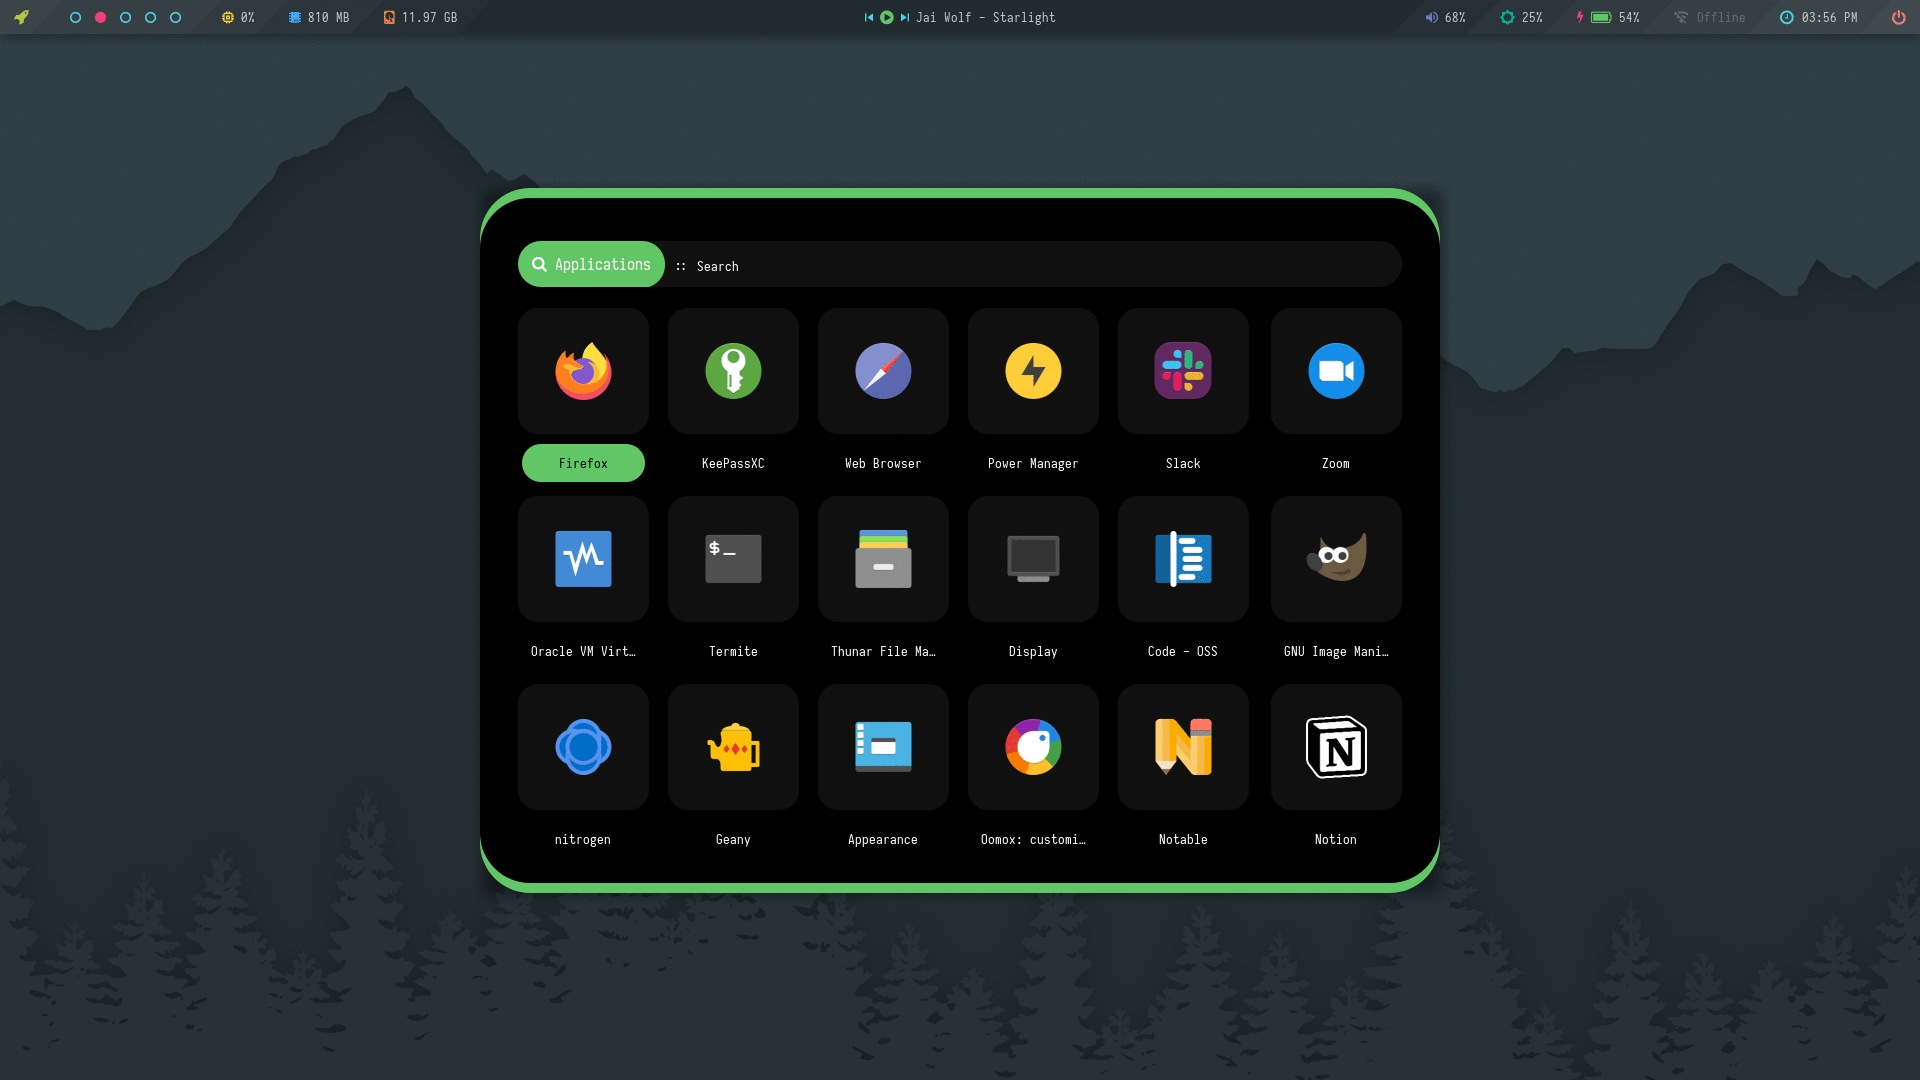 0% 810 MB 11.97 GB Jai Wolf - Starlight 68% 25% 54% Offline 03:56 PM
Applications :: Search
Firefox KeePassXC Web Browser Power Manager Slack Zoom
$_
Oracle VM Virt… Termite Thunar File Ma… Display Code - OSS GNU Image Mani…
N
nitrogen Geany Appearance Oomox: customi… Notable Notion